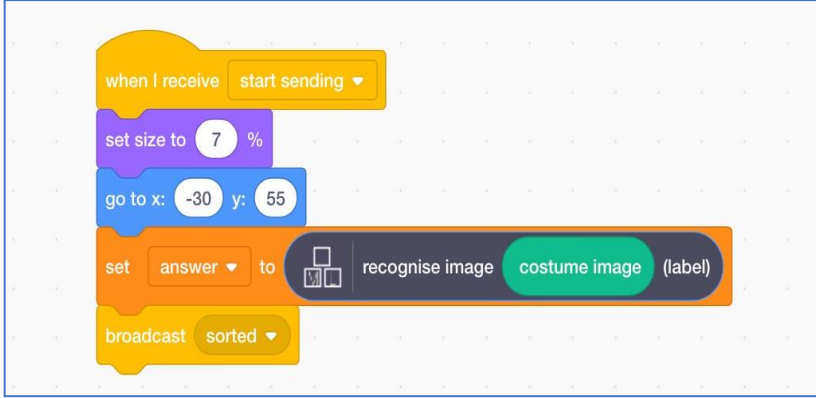 when I receive start sending
set size to 7 %
go to x: -30 y: 55
set answer to recognise image costume image (label)
broadcast sorted